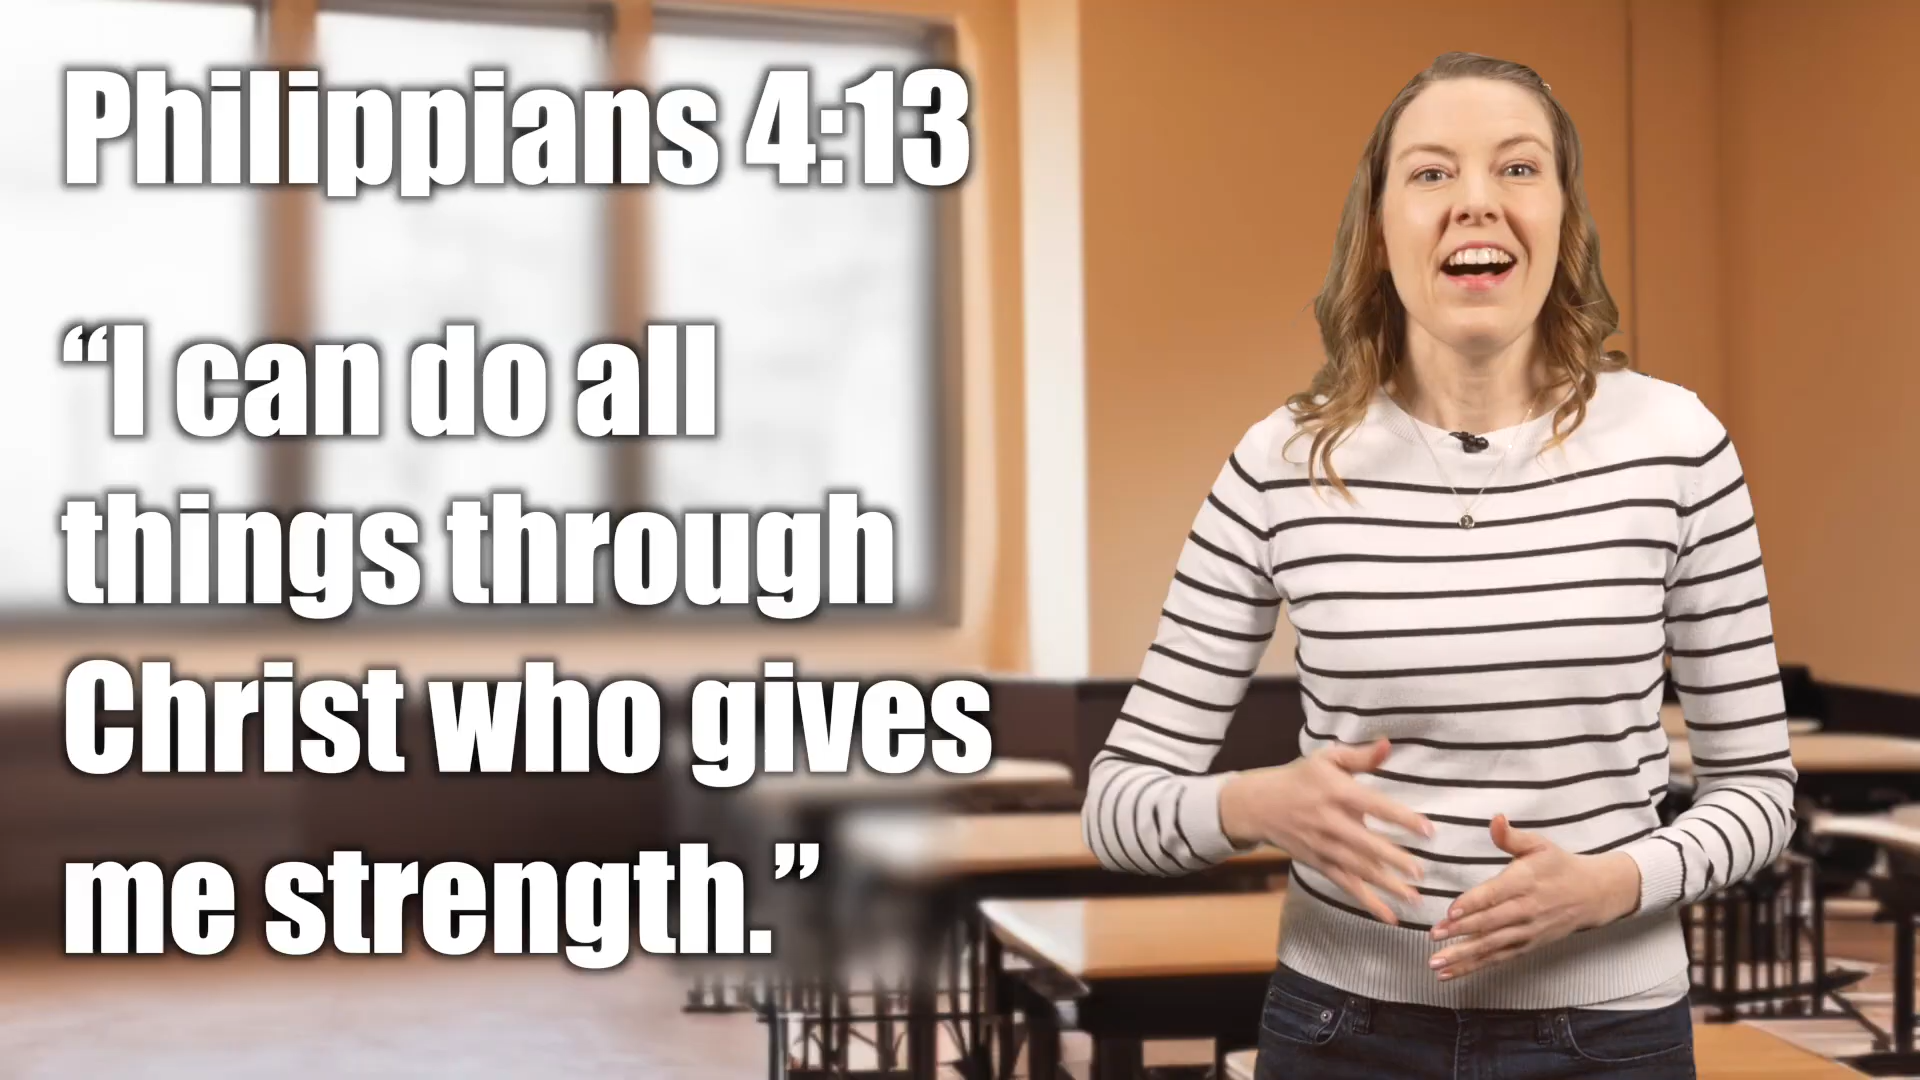 Philippians 4:13
“I can do all
things through
Christ who gives
me strength.”